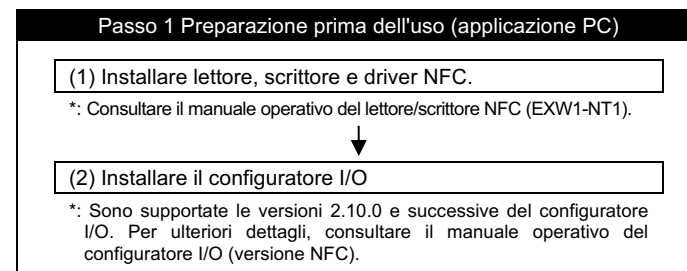 Passo 1 Preparazione prima dell'uso (applicazione PC)
(1) Installare lettore, scrittore e driver NFC.
*: Consultare il manuale operativo del lettore/scrittore NFC (EXW1-NT1).
(2) Installare il configuratore I/O
*: Sono supportate le versioni 2.10.0 e successive del configuratore
I/O. Per ulteriori dettagli, consultare il manuale operativo del
configuratore I/O (versione NFC).